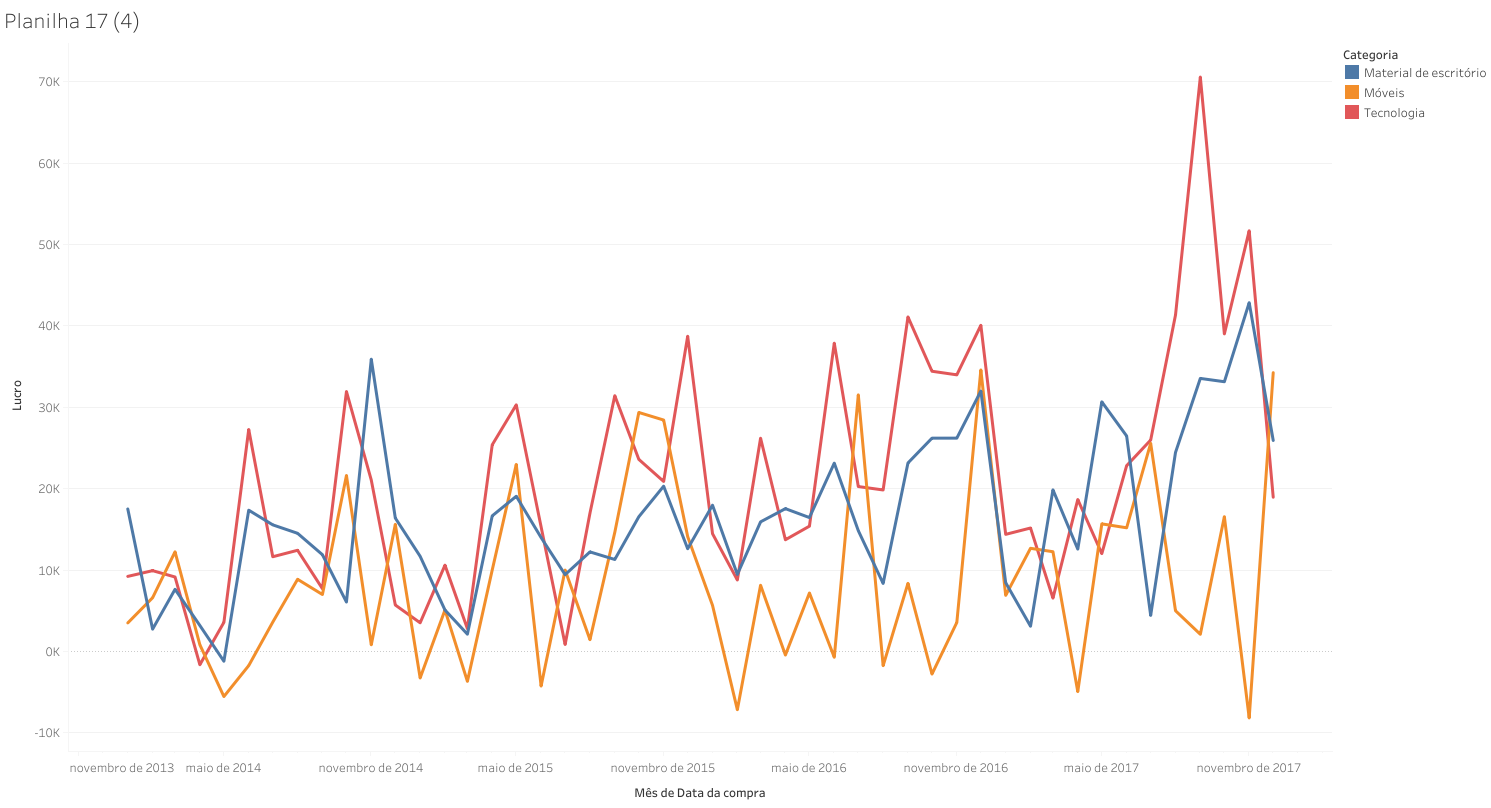 Planilha 17 (4)
Categoria
Material de escritório
Móveis
Tecnologia
70K
60K
50K
40K
30K
20K
10K
0K
-10K
Lucro
novembro de 2013 maio de 2014 novembro de 2014 maio de 2015 novembro de 2015 maio de 2016 novembro de 2016 maio de 2017 novembro de 2017
Mês de Data da compra